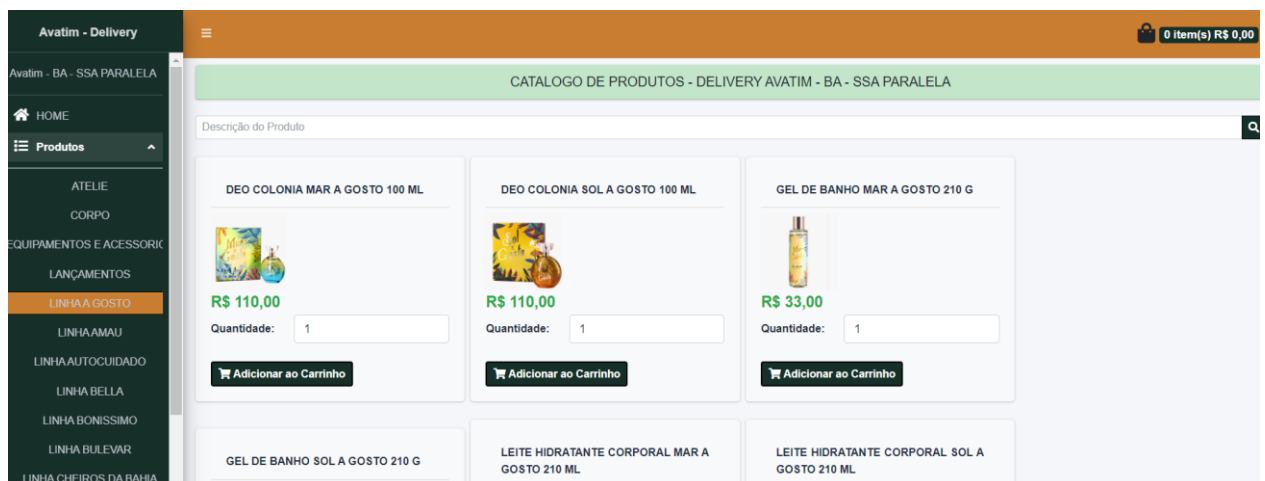 Avatim - Delivery
0 item(s) R$ 0,00
Avatim - BA - SSA PARALELA
CATALOGO DE PRODUTOS - DELIVERY AVATIM - BA - SSA PARALELA
HOME
Descrição do Produto
Produtos
ATELIE
CORPO
EQUIPAMENTOS E ACESSORIC
LANÇAMENTOS
LINHA A GOSTO
LINHA AMAU
LINHA AUTOCUIDADO
LINHA BELLA
LINHA BONISSIMO
LINHA BULEVAR
LINHA CHEIROS DA BAHIA
DEO COLONIA MAR A GOSTO 100 ML
R$ 110,00
Quantidade: 1
Adicionar ao Carrinho
DEO COLONIA SOL A GOSTO 100 ML
R$ 110,00
Quantidade: 1
Adicionar ao Carrinho
GEL DE BANHO MAR A GOSTO 210 G
R$ 33,00
Quantidade: 1
Adicionar ao Carrinho
GEL DE BANHO SOL A GOSTO 210 G
LEITE HIDRATANTE CORPORAL MAR A
GOSTO 210 ML
LEITE HIDRATANTE CORPORAL SOL A
GOSTO 210 ML